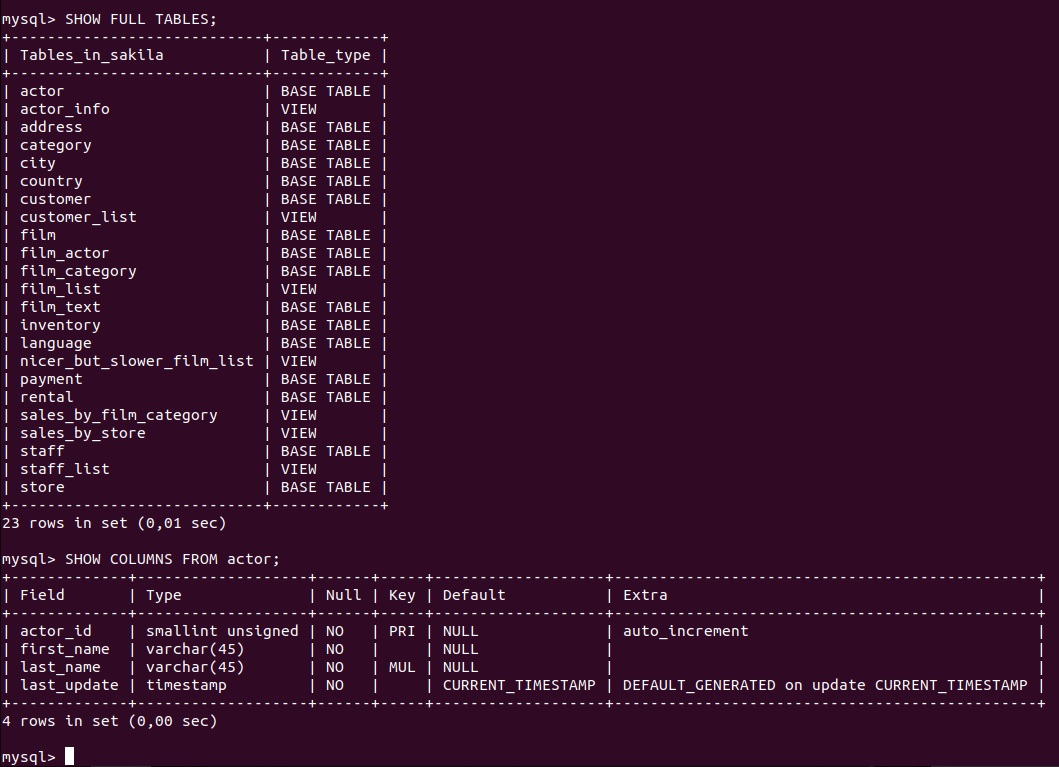 mysql> SHOW FULL TABLES;
+----------------------------+------------+
| Tables_in_sakila           | Table_type |
+----------------------------+------------+
| actor                      | BASE TABLE |
| actor_info                 | VIEW       |
| address                    | BASE TABLE |
| category                   | BASE TABLE |
| city                       | BASE TABLE |
| country                    | BASE TABLE |
| customer                   | BASE TABLE |
| customer_list              | VIEW       |
| film                       | BASE TABLE |
| film_actor                 | BASE TABLE |
| film_category              | BASE TABLE |
| film_list                  | VIEW       |
| film_text                  | BASE TABLE |
| inventory                  | BASE TABLE |
| language                   | BASE TABLE |
| nicer_but_slower_film_list | VIEW       |
| payment                    | BASE TABLE |
| rental                     | BASE TABLE |
| sales_by_film_category     | VIEW       |
| sales_by_store             | VIEW       |
| staff                      | BASE TABLE |
| staff_list                 | VIEW       |
| store                      | BASE TABLE |
+----------------------------+------------+
23 rows in set (0,01 sec)

mysql> SHOW COLUMNS FROM actor;
+-------------+-------------------+------+-----+-------------------+-----------------------------------------------+
| Field       | Type              | Null | Key | Default           | Extra                                         |
+-------------+-------------------+------+-----+-------------------+-----------------------------------------------+
| actor_id    | smallint unsigned | NO   | PRI | NULL              | auto_increment                                |
| first_name  | varchar(45)       | NO   |     | NULL              |                                               |
| last_name   | varchar(45)       | NO   | MUL | NULL              |                                               |
| last_update | timestamp         | NO   |     | CURRENT_TIMESTAMP | DEFAULT_GENERATED on update CURRENT_TIMESTAMP |
+-------------+-------------------+------+-----+-------------------+-----------------------------------------------+
4 rows in set (0,00 sec)

mysql>